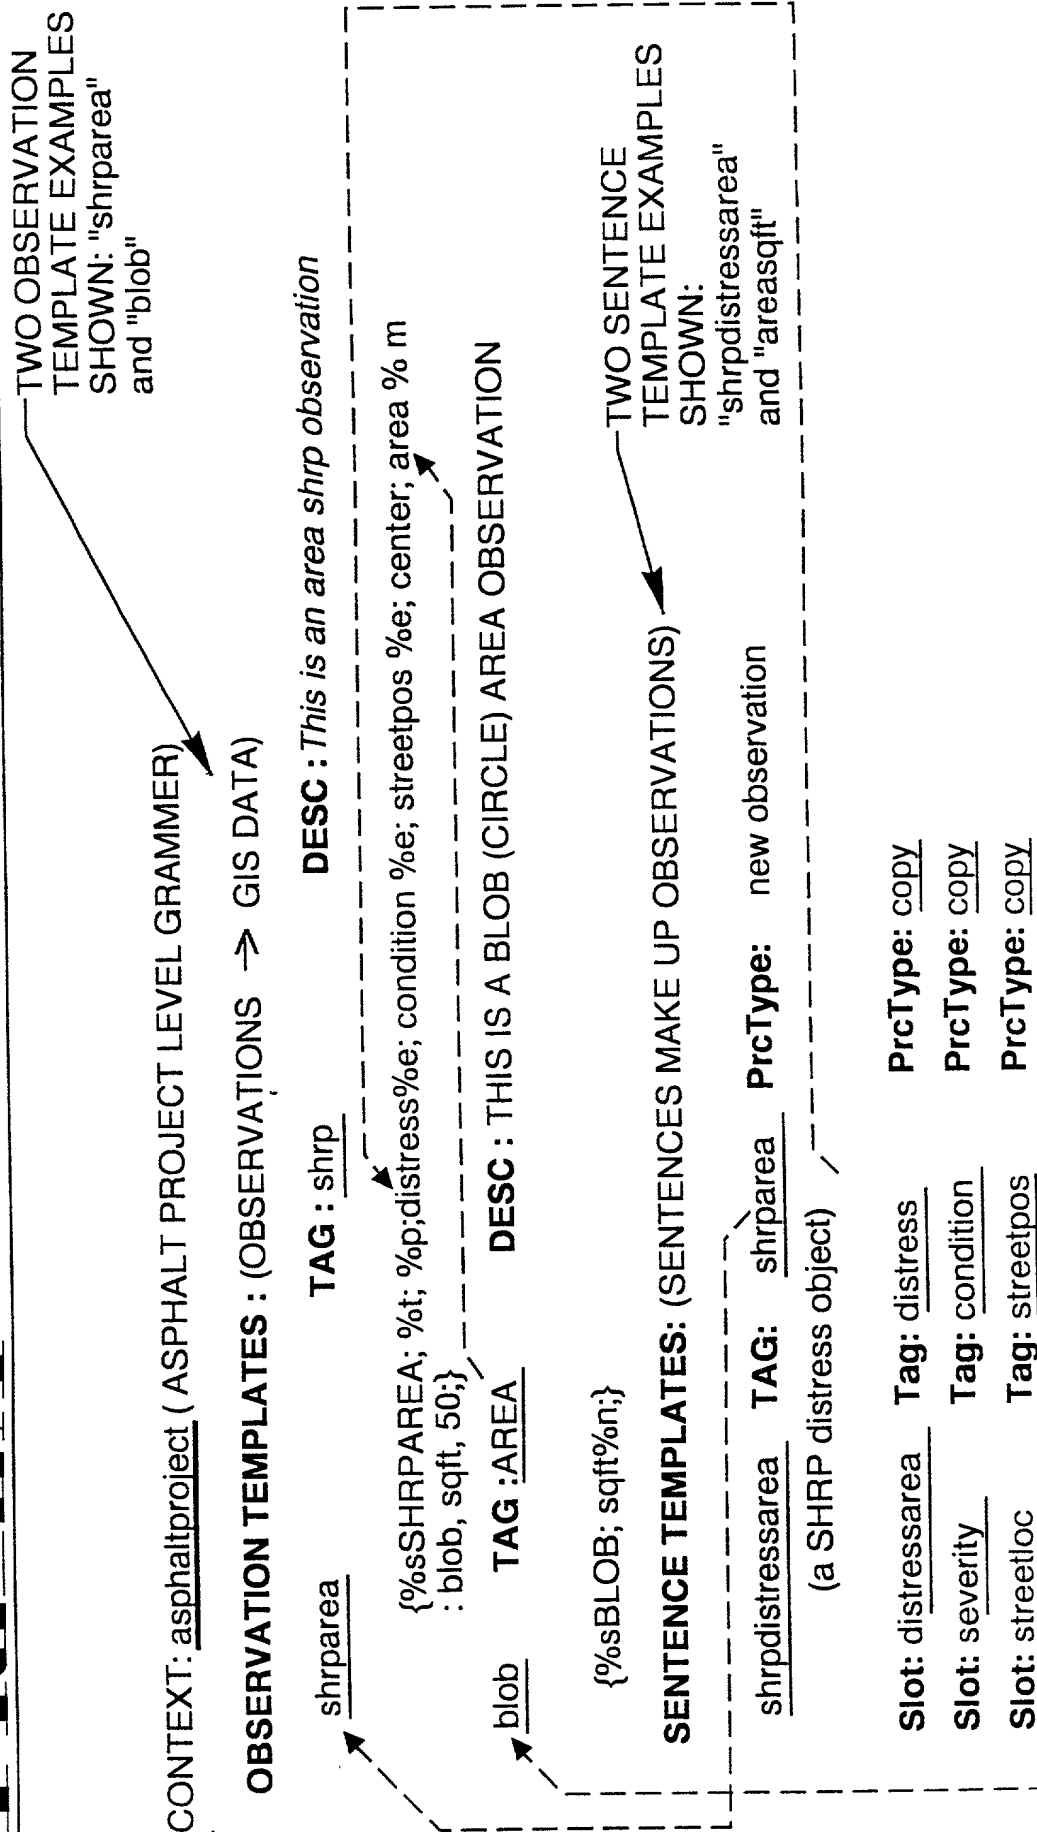 TWO OBSERVATION
TEMPLATE EXAMPLES
SHOWN: "shrparea"
and "blob"
CONTEXT: asphaltproject ( ASPHALT PROJECT LEVEL GRAMMER)
OBSERVATION TEMPLATES : (OBSERVATIONS -> GIS DATA)
shrparea TAG : shrp DESC : This is an area shrp observation
{%sSHRPAREA; %t; %p;distress%e; condition %e; streetpos %e; center; area % m
: blob, sqft, 50;}
blob TAG :AREA DESC : THIS IS A BLOB (CIRCLE) AREA OBSERVATION
{%sBLOB; sqft%n;}
TWO SENTENCE
TEMPLATE EXAMPLES
SHOWN:
"shrpdistressarea"
and "areasqft"
SENTENCE TEMPLATES: (SENTENCES MAKE UP OBSERVATIONS)
shrpdistressarea TAG: shrparea PrcType: new observation
(a SHRP distress object)
Slot: distressarea Tag: distress PrcType: copy
Slot: severity Tag: condition PrcType: copy
Slot: streetloc Tag: streetpos PrcType: copy